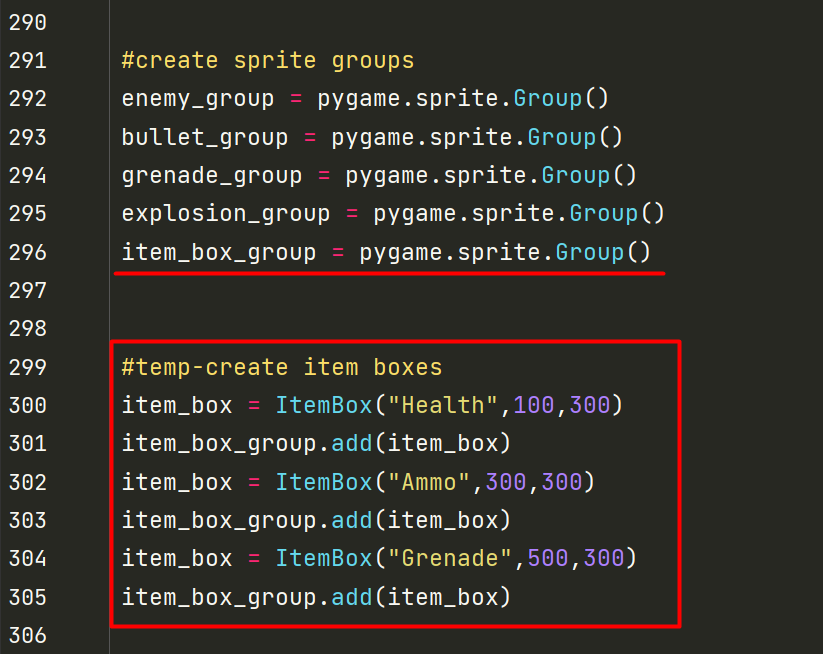 290
291 #create sprite groups
292 enemy_group = pygame.sprite.Group()
293 bullet_group = pygame.sprite.Group()
294 grenade_group = pygame.sprite.Group()
295 explosion_group = pygame.sprite.Group()
296 item_box_group = pygame.sprite.Group()
297
298
299 #temp-create item boxes
300 item_box = ItemBox("Health",100,300)
301 item_box_group.add(item_box)
302 item_box = ItemBox("Ammo",300,300)
303 item_box_group.add(item_box)
304 item_box = ItemBox("Grenade",500,300)
305 item_box_group.add(item_box)
306